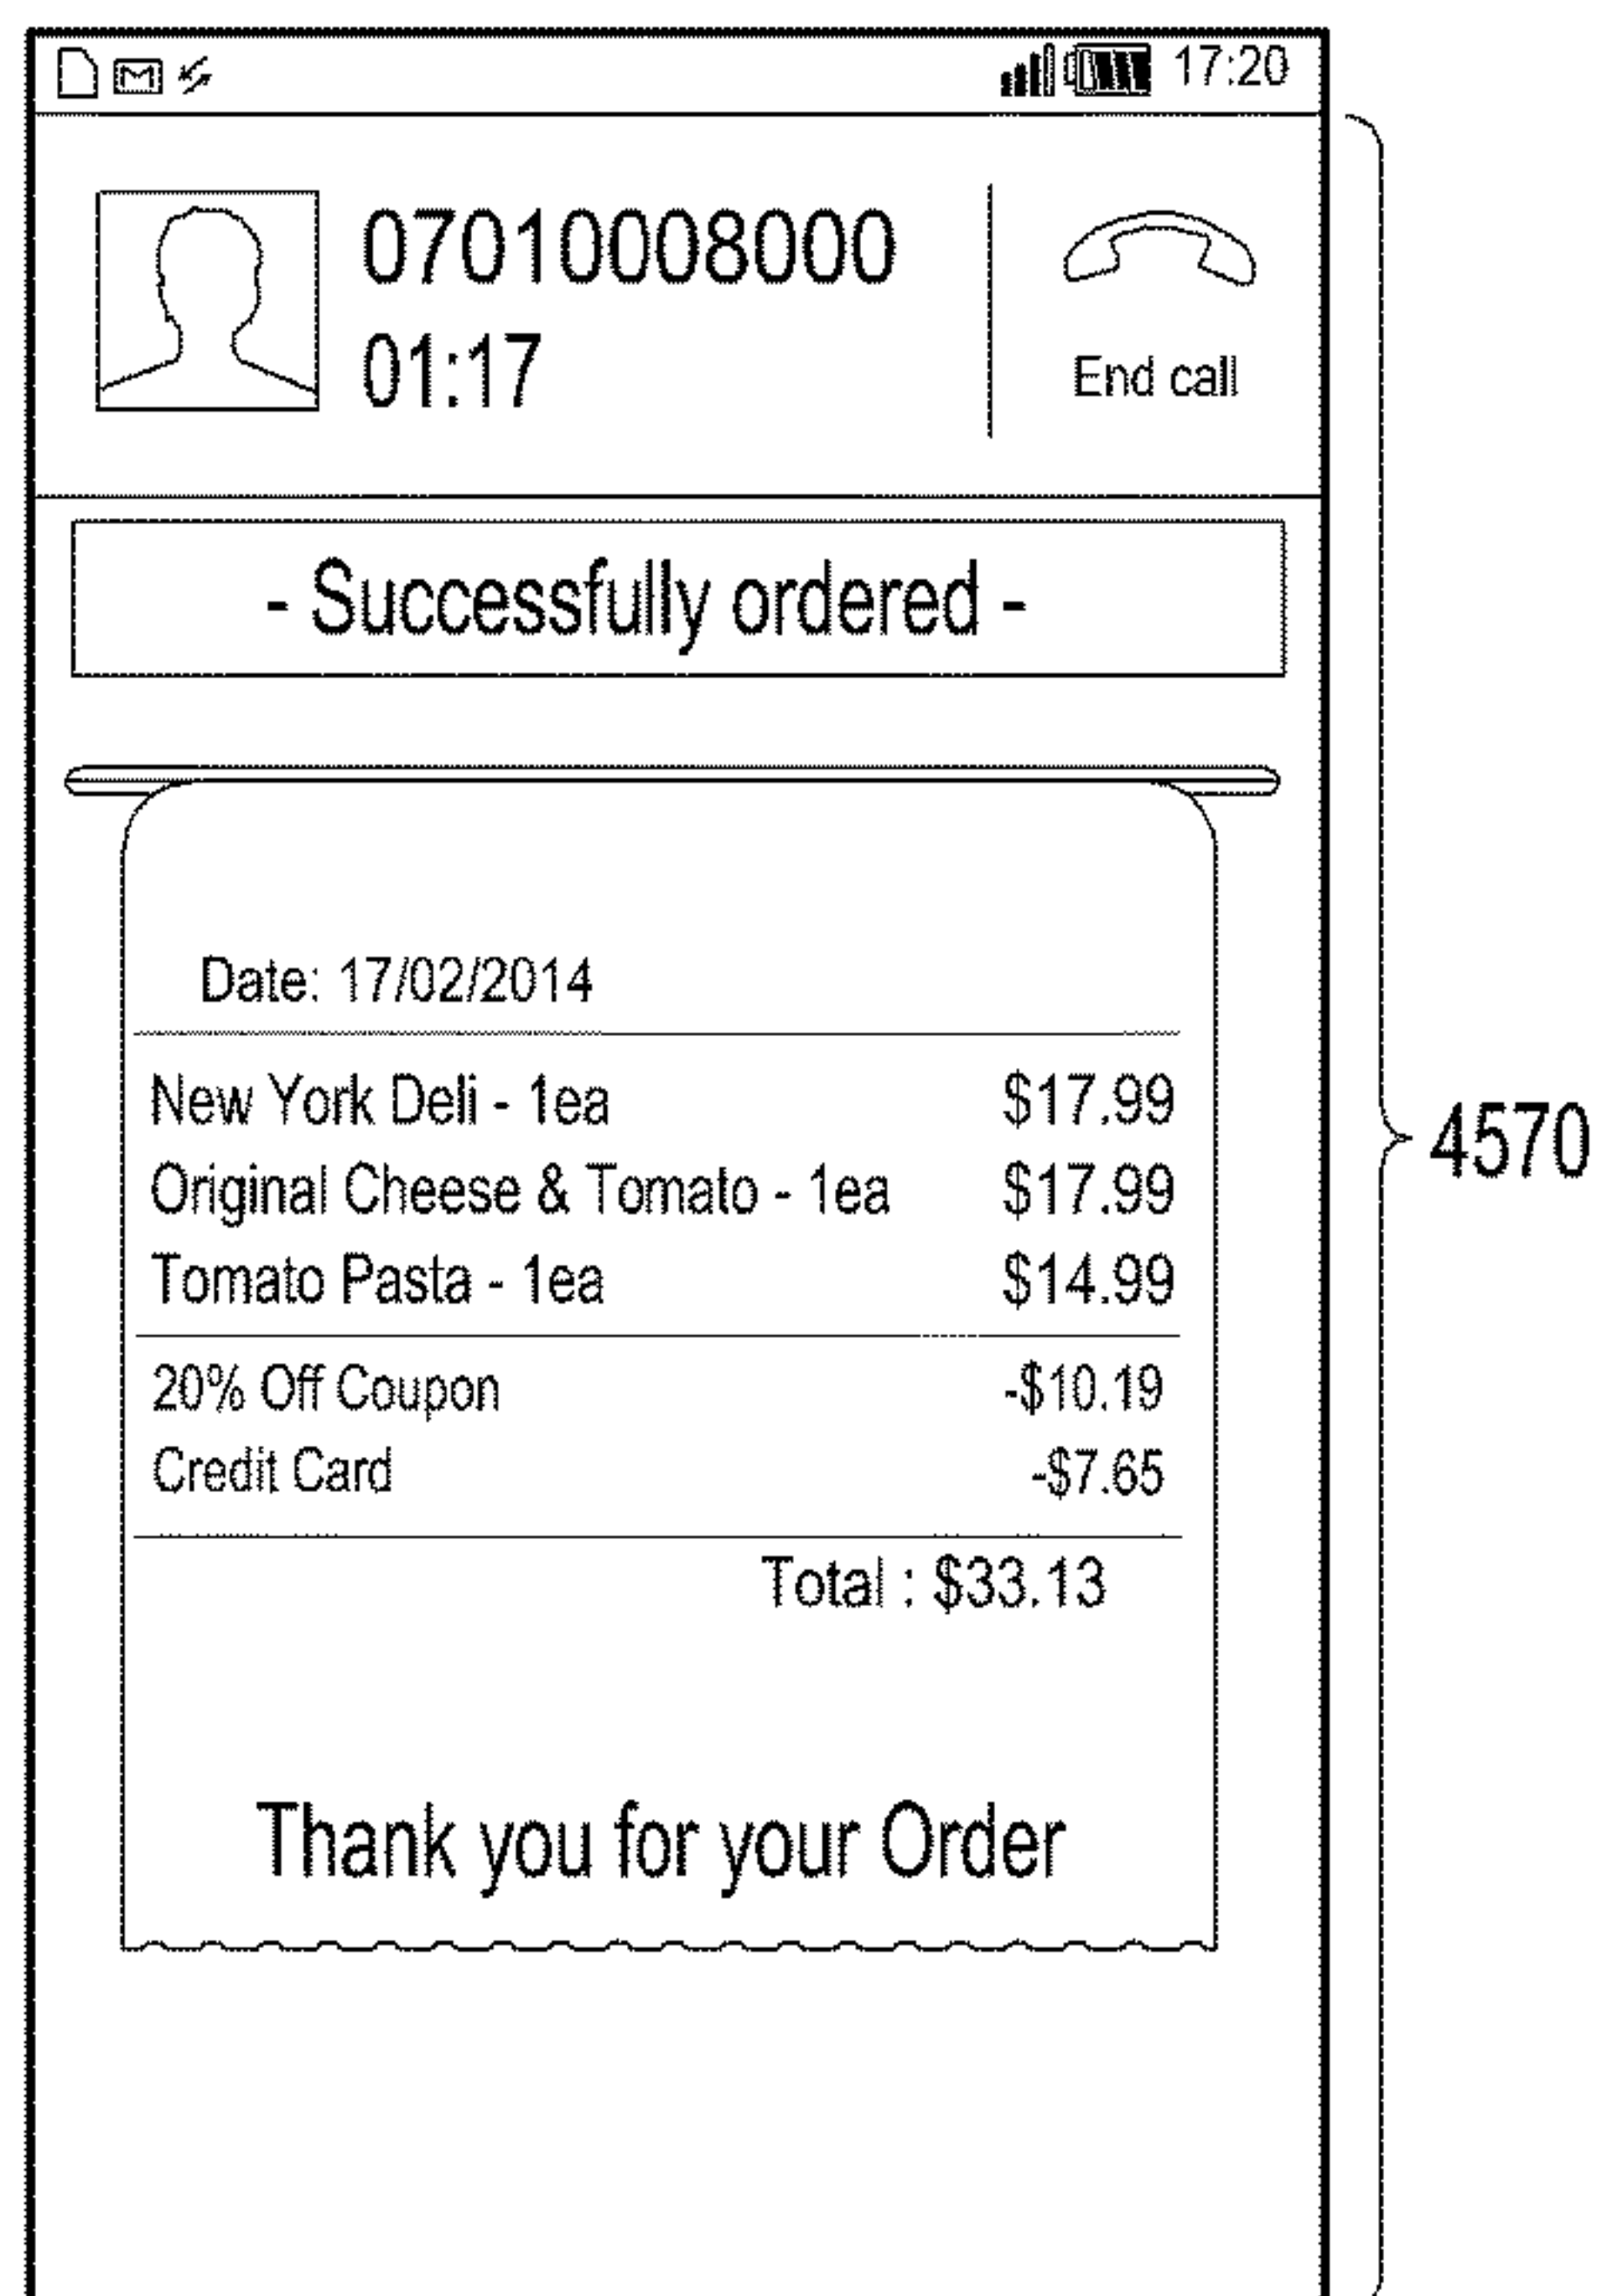 17:20
07010008000
01:17
End call
- Successfully ordered -
Date: 17/02/2014
New York Deli - 1ea $17.99
Original Cheese & Tomato - 1ea $17.99
Tomato Pasta - 1ea $14.99
20% Off Coupon -$10.19
Credit Card -$7.65
Total : $33.13
Thank you for your Order
4570